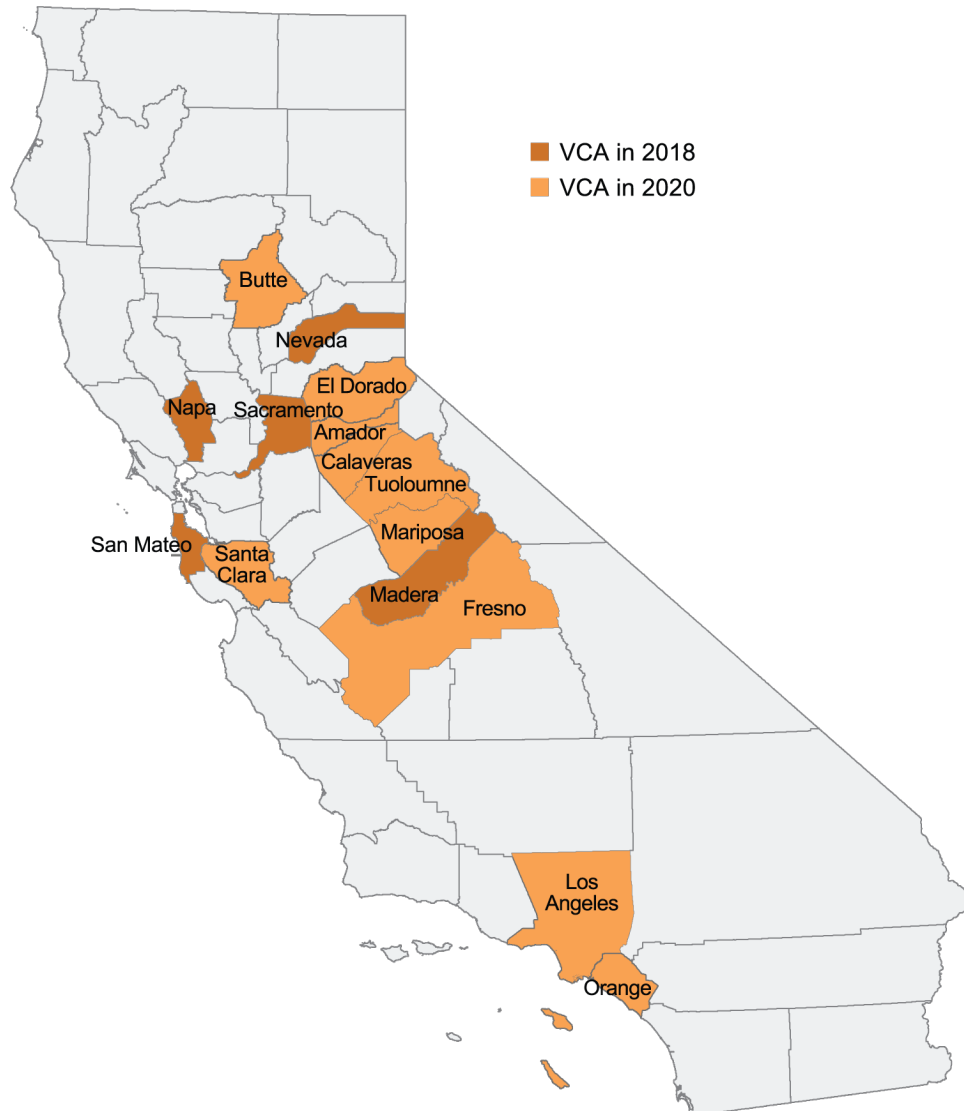 VCA in 2018
VCA in 2020
Butte
Nevada
El Dorado
Napa
Sacramento
Amador
Calaveras
Tuoloumne
Mariposa
San Mateo
Santa
Clara
Madera
Fresno
Los
Angeles
Orange